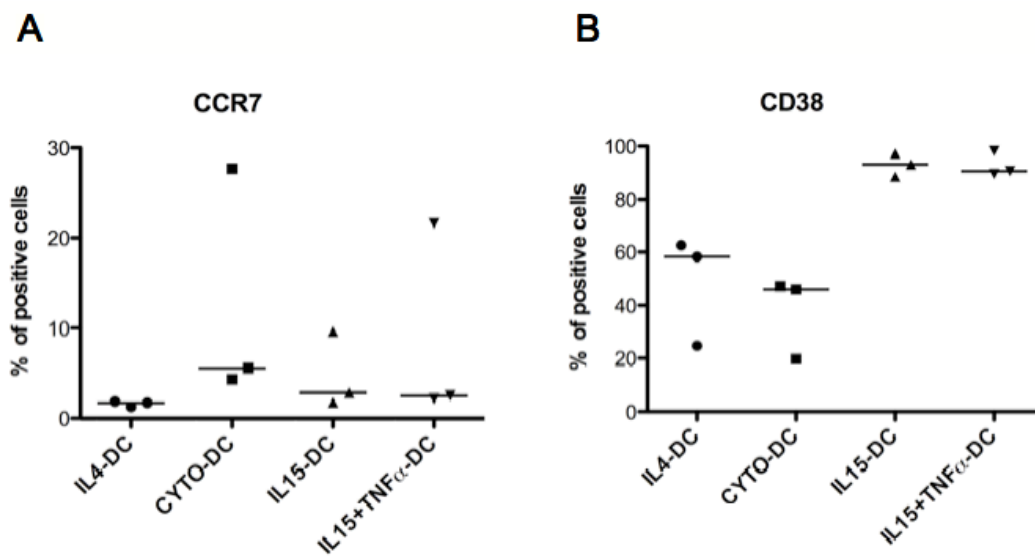 A
CCR7
% of positive cells
30
20
10
0
IL4-DC
CYTO-DC
IL15-DC
IL15+TNFα-DC
B
CD38
% of positive cells
100
80
60
40
20
0
IL4-DC
CYTO-DC
IL15-DC
IL15+TNFα-DC